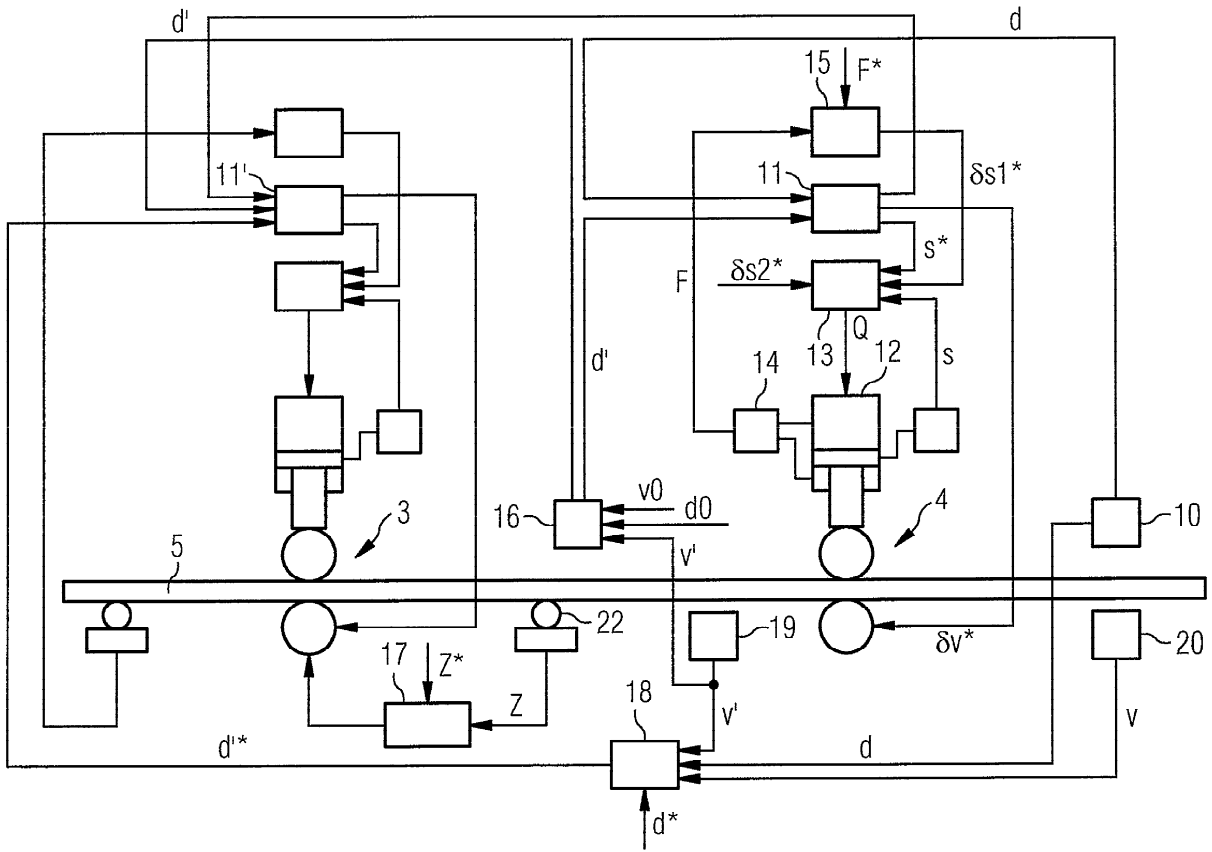 d'
d
15
F*
11'
11
δs1*
s*
δs2*
F
13
Q
12
s
d'
14
v0
d0
16
v'
3
4
10
5
22
19
δv*
20
17
Z*
Z
18
v'
v
d'*
d
d*